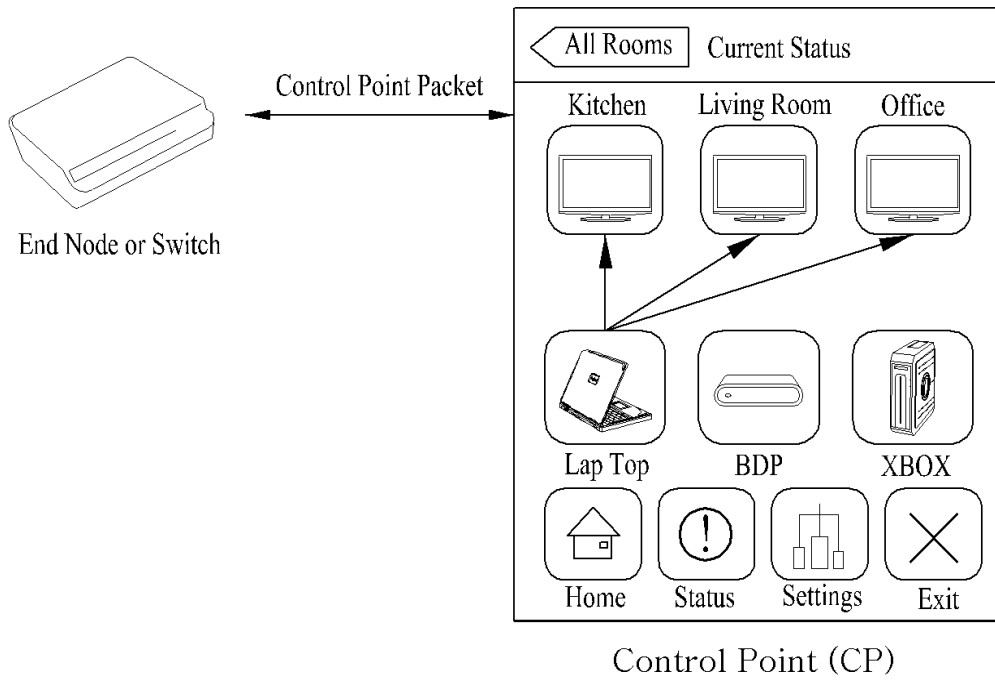 All Rooms
Current Status
Control Point Packet
Kitchen
Living Room
Office
End Node or Switch
Lap Top
BDP
XBOX
Home
Status
Settings
Exit
Control Point (CP)